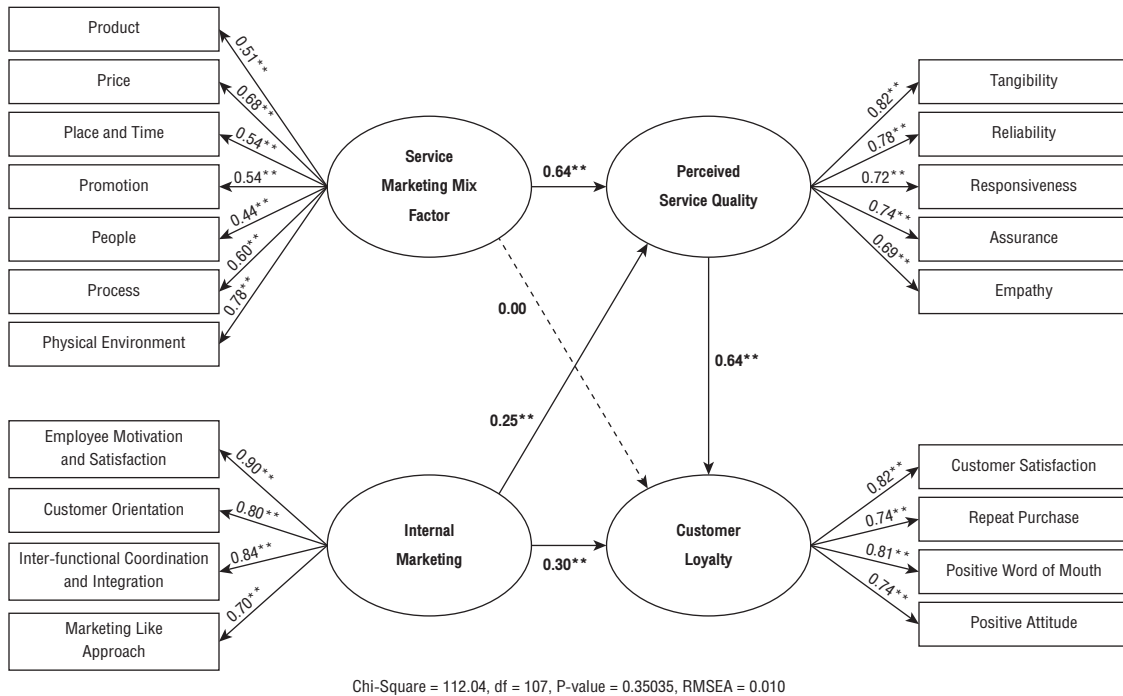 Product
Price
Place and Time
Promotion
People
Process
Physical Environment
0.51**
0.68**
0.54**
0.54**
0.44**
0.60**
0.78**
Service
Marketing Mix
Factor
0.64**
Perceived
Service Quality
0.82**
0.78**
0.72**
0.74**
0.69**
Tangibility
Reliability
Responsiveness
Assurance
Empathy
0.00
0.25**
0.64**
Employee Motivation
and Satisfaction
Customer Orientation
Inter-functional Coordination
and Integration
Marketing Like
Approach
0.90**
0.80**
0.84**
0.70**
Internal
Marketing
0.30**
Customer
Loyalty
0.82**
0.74**
0.81**
0.74**
Customer Satisfaction
Repeat Purchase
Positive Word of Mouth
Positive Attitude
Chi-Square = 112.04, df = 107, P-value = 0.35035, RMSEA = 0.010